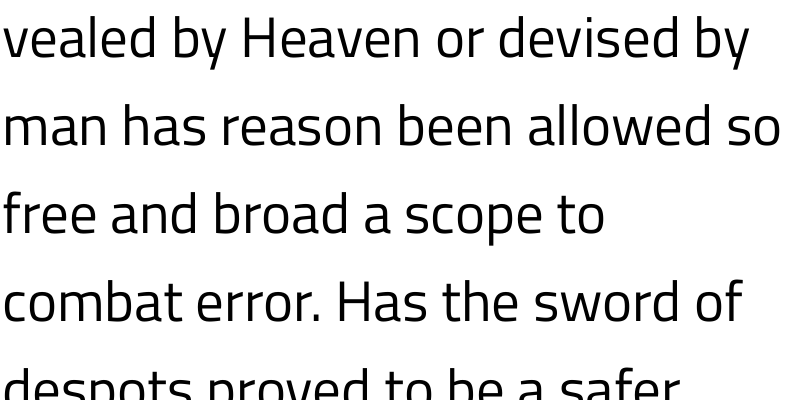 vealed by Heaven or devised by
man has reason been allowed so
free and broad a scope to
combat error. Has the sword of
despots proved to be a safer